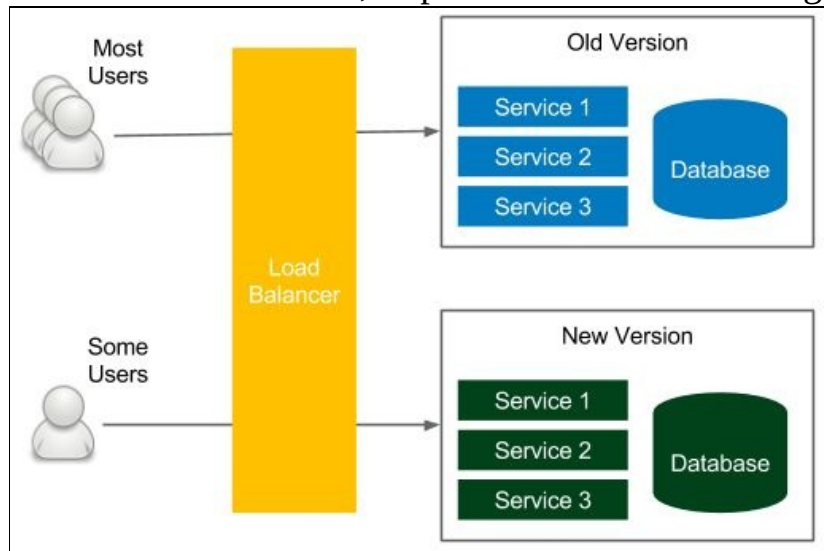 Most
Users
Old Version
Service 1
Service 2
Service 3
Database
Load
Balancer
Some
Users
New Version
Service 1
Service 2
Service 3
Database